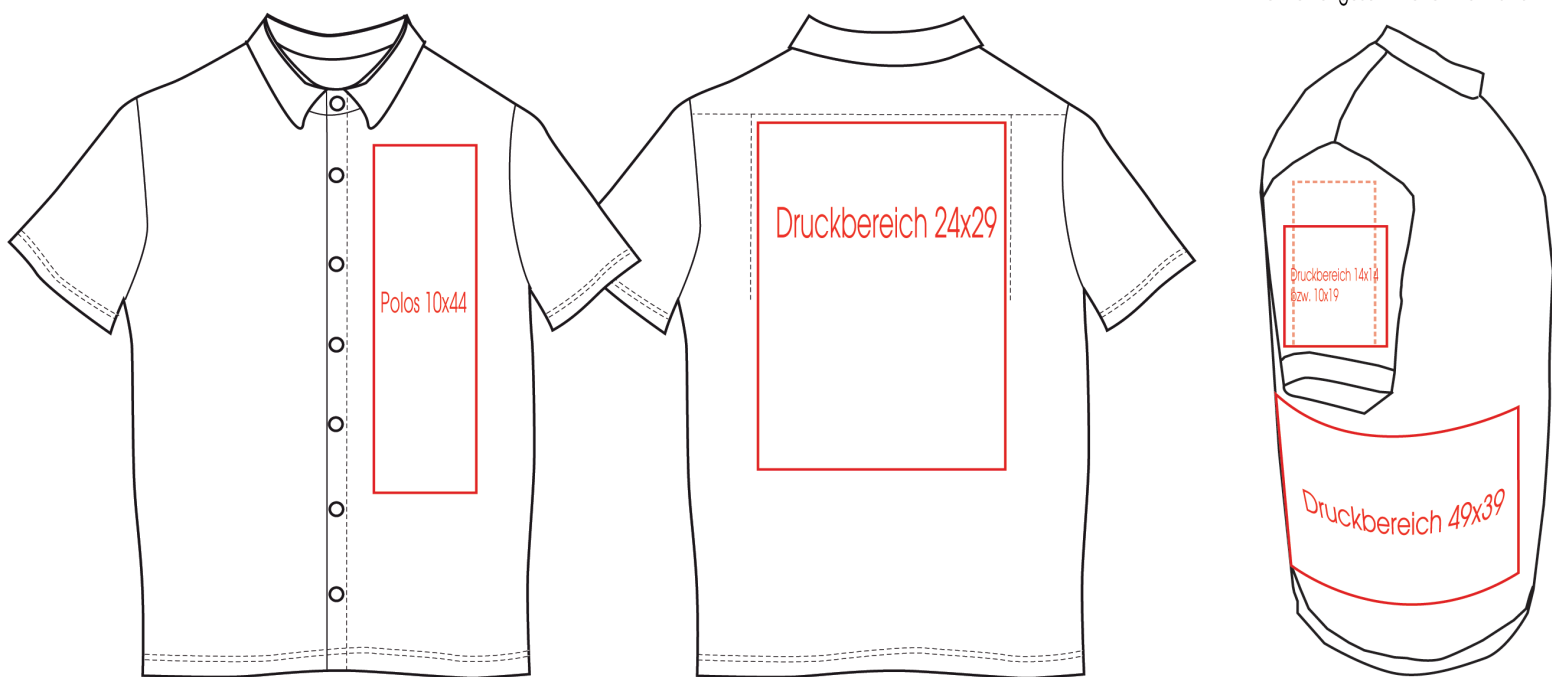 Polos 10x44
Druckbereich 24x29
Druckbereich 14x14
bzw. 10x19
Druckbereich 49x39